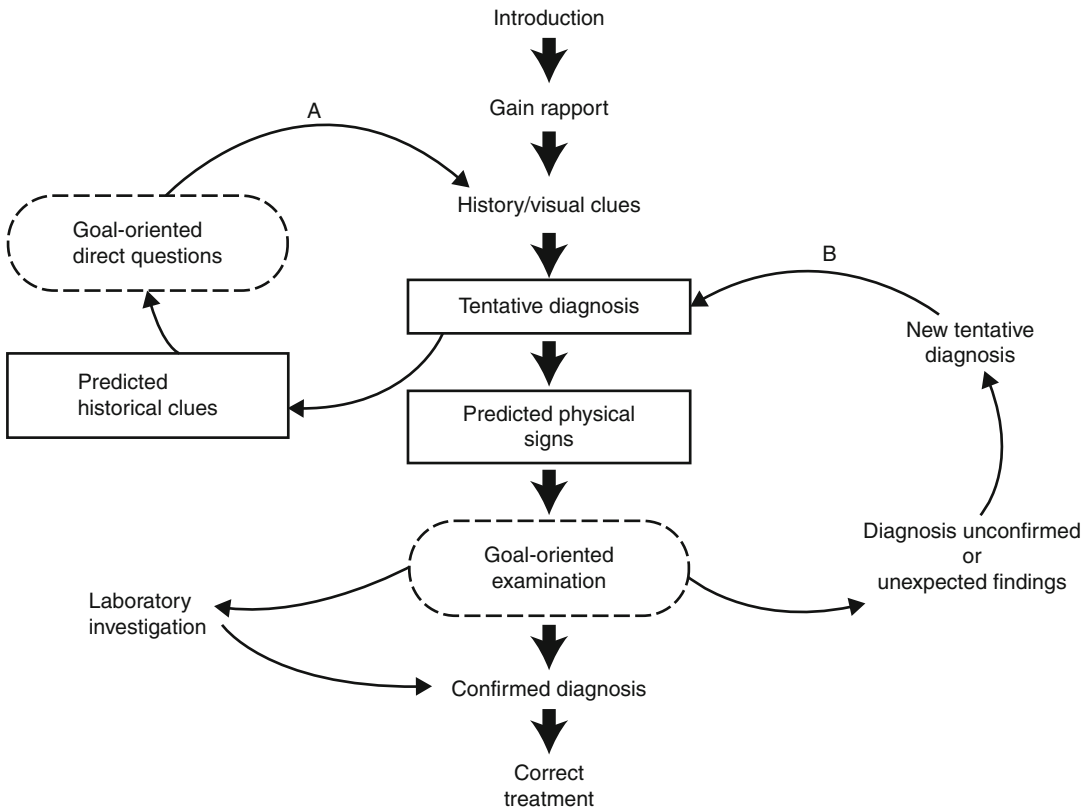 Introduction
Gain rapport
A
History/visual clues
Goal-oriented
direct questions
B
Tentative diagnosis
New tentative
diagnosis
Predicted
historical clues
Predicted physical
signs
Diagnosis unconfirmed
or
unexpected findings
Goal-oriented
examination
Laboratory
investigation
Confirmed diagnosis
Correct
treatment